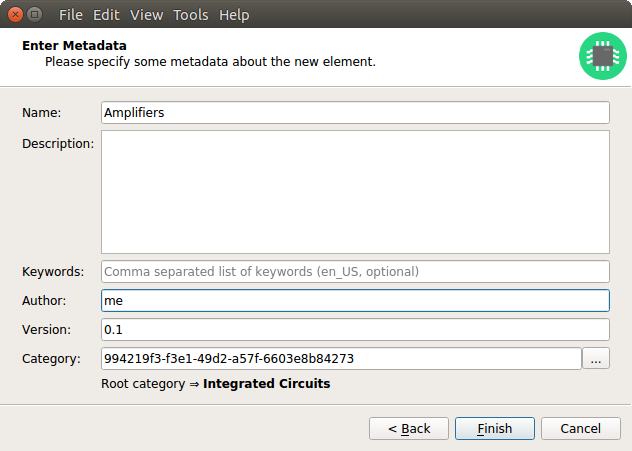 File Edit View Tools Help
Enter Metadata
Please specify some metadata about the new element.
Name: Amplifiers
Description:
Keywords: Comma separated list of keywords (en_US, optional)
Author: me
Version: 0.1
Category: 994219f3-f3e1-49d2-a57f-6603e8b84273 ...
Root category ⇒ Integrated Circuits
< Back Finish Cancel